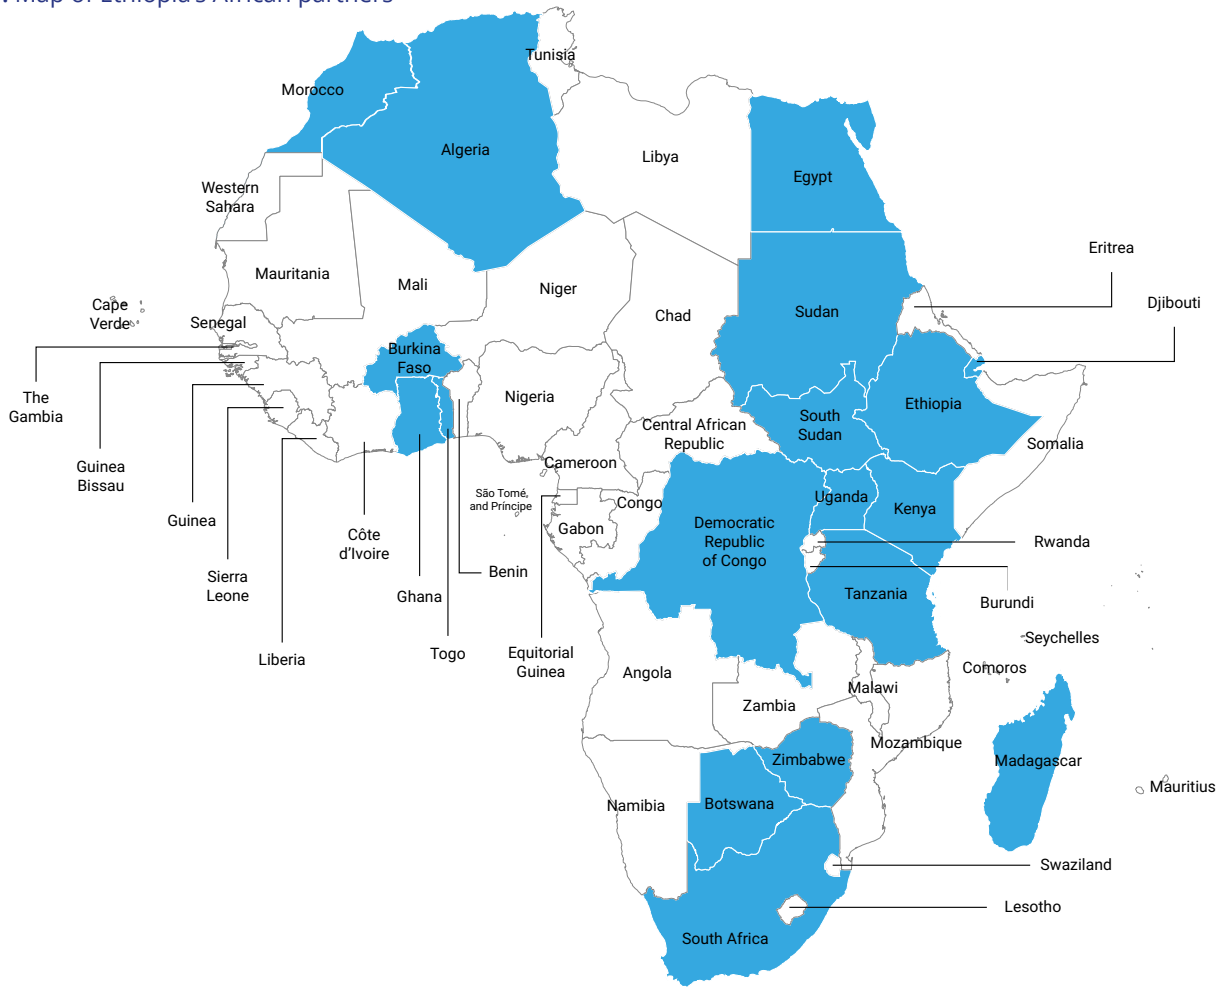 . Map of Ethiopia's African partners
Tunisia
Morocco
Algeria
Libya
Egypt
Western
Sahara
Eritrea
Mauritania
Mali
Niger
Chad
Sudan
Djibouti
Cape
Verde
Senegal
Burkina
Faso
The
Gambia
Nigeria
Ethiopia
South
Sudan
Central African
Republic
Somalia
Guinea
Bissau
Cameroon
São Tomé,
and Príncipe
Congo
Uganda
Kenya
Guinea
Gabon
Democratic
Republic
of Congo
Côte
d'Ivoire
Rwanda
Benin
Sierra
Leone
Ghana
Tanzania
Burundi
Seychelles
Liberia
Togo
Equitorial
Guinea
Angola
Comoros
Malawi
Zambia
Mozambique
Zimbabwe
Madagascar
Mauritius
Namibia
Botswana
Swaziland
Lesotho
South Africa